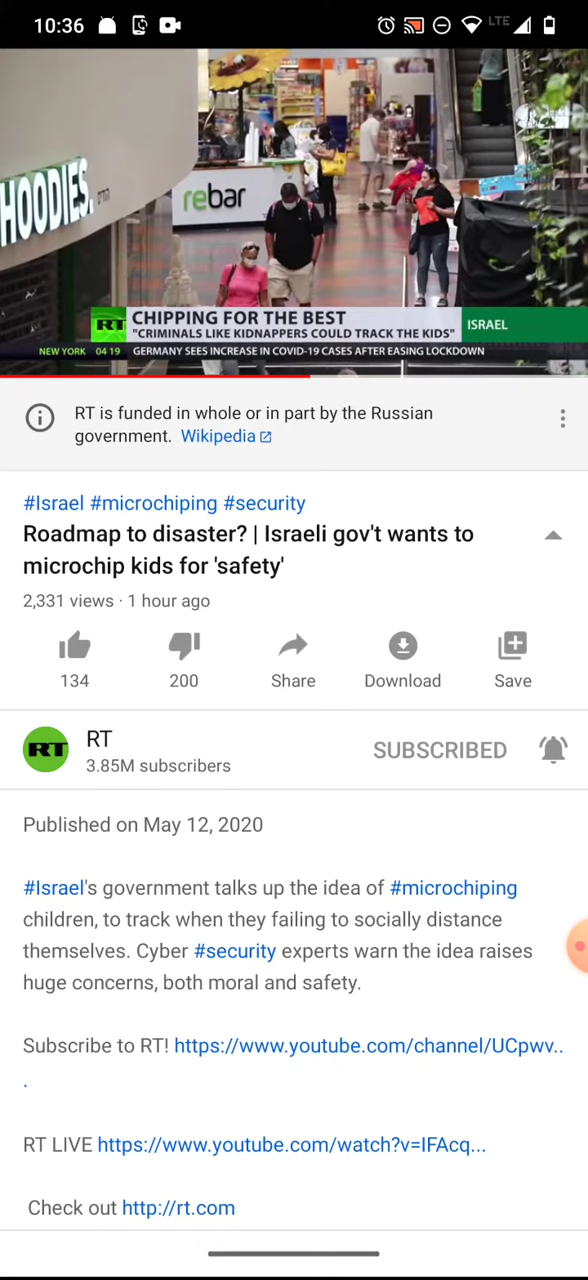 10:36
LTE
HOODIES.
rebar
RT CHIPPING FOR THE BEST
"CRIMINALS LIKE KIDNAPPERS COULD TRACK THE KIDS"
ISRAEL
NEW YORK 04 19 GERMANY SEES INCREASE IN COVID-19 CASES AFTER EASING LOCKDOWN
RT is funded in whole or in part by the Russian
government. Wikipedia
#Israel #microchiping #security
Roadmap to disaster? | Israeli gov't wants to
microchip kids for 'safety'
2,331 views · 1 hour ago
134 200 Share Download Save
RT
3.85M subscribers
SUBSCRIBED
Published on May 12, 2020
#Israel's government talks up the idea of #microchiping
children, to track when they failing to socially distance
themselves. Cyber #security experts warn the idea raises
huge concerns, both moral and safety.
Subscribe to RT! https://www.youtube.com/channel/UCpwv..
.
RT LIVE https://www.youtube.com/watch?v=IFAcq...
Check out http://rt.com